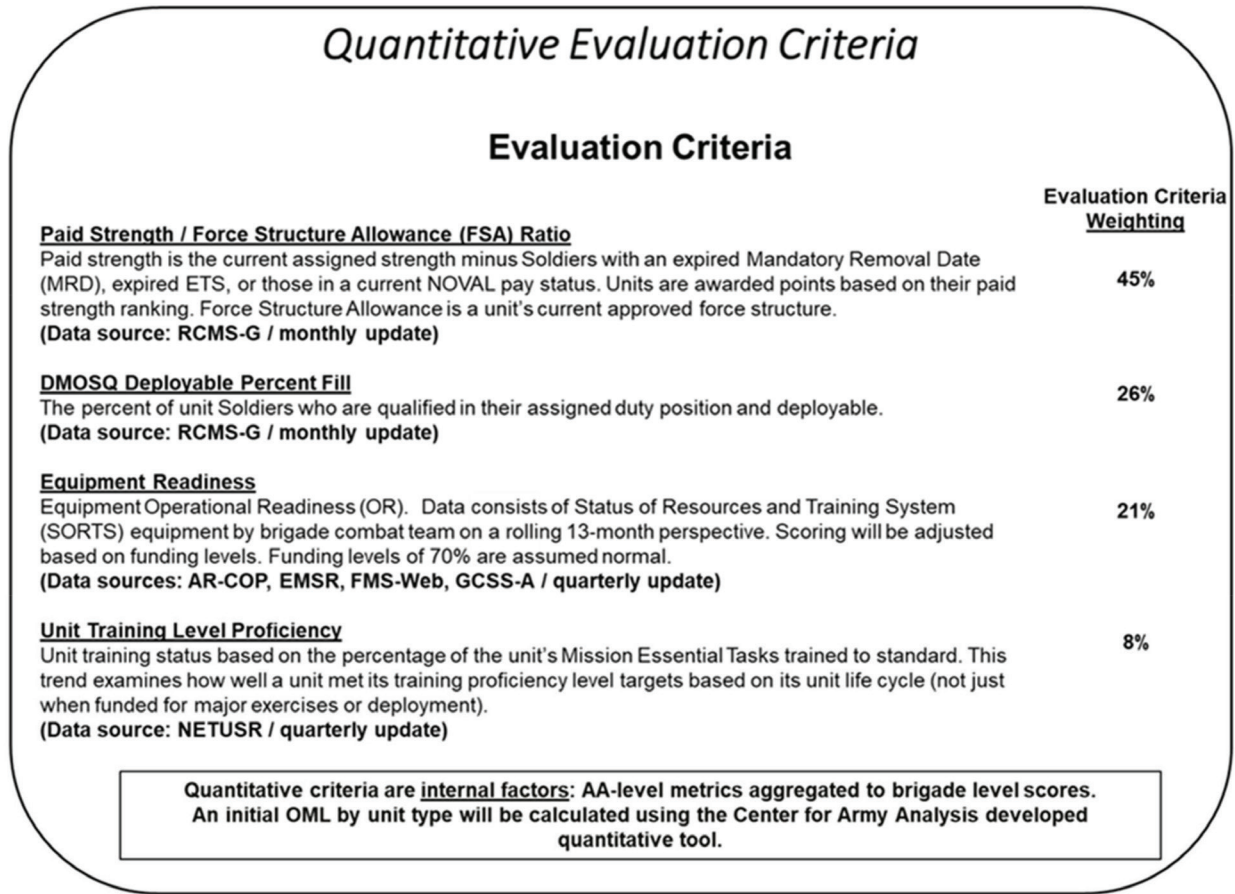 Quantitative Evaluation Criteria
Evaluation Criteria
Evaluation Criteria
Weighting
Paid Strength / Force Structure Allowance (FSA) Ratio
Paid strength is the current assigned strength minus Soldiers with an expired Mandatory Removal Date
(MRD), expired ETS, or those in a current NOVAL pay status. Units are awarded points based on their paid
strength ranking. Force Structure Allowance is a unit's current approved force structure.
(Data source: RCMS-G / monthly update)
45%
DMOSQ Deployable Percent Fill
The percent of unit Soldiers who are qualified in their assigned duty position and deployable.
(Data source: RCMS-G / monthly update)
26%
Equipment Readiness
Equipment Operational Readiness (OR). Data consists of Status of Resources and Training System
(SORTS) equipment by brigade combat team on a rolling 13-month perspective. Scoring will be adjusted
based on funding levels. Funding levels of 70% are assumed normal.
(Data sources: AR-COP, EMSR, FMS-Web, GCSS-A / quarterly update)
21%
Unit Training Level Proficiency
Unit training status based on the percentage of the unit's Mission Essential Tasks trained to standard. This
trend examines how well a unit met its training proficiency level targets based on its unit life cycle (not just
when funded for major exercises or deployment).
(Data source: NETUSR / quarterly update)
8%
Quantitative criteria are internal factors: AA-level metrics aggregated to brigade level scores.
An initial OML by unit type will be calculated using the Center for Army Analysis developed
quantitative tool.